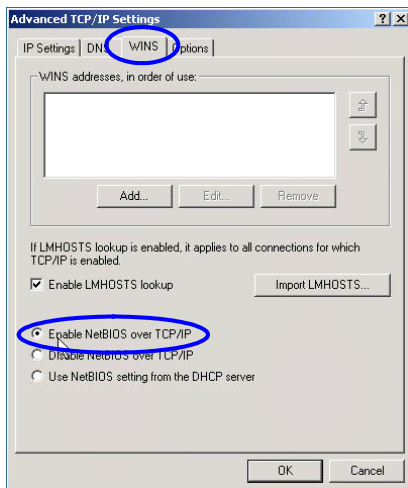 Advanced TCP/IP Settings
IP Settings DNS WINS Options
WINS addresses, in order of use:
Add... Edit... Remove
If LMHOSTS lookup is enabled, it applies to all connections for which
TCP/IP is enabled.
Enable LMHOSTS lookup Import LMHOSTS...
Enable NetBIOS over TCP/IP
Disable NetBIOS over TCP/IP
Use NetBIOS setting from the DHCP server
OK Cancel